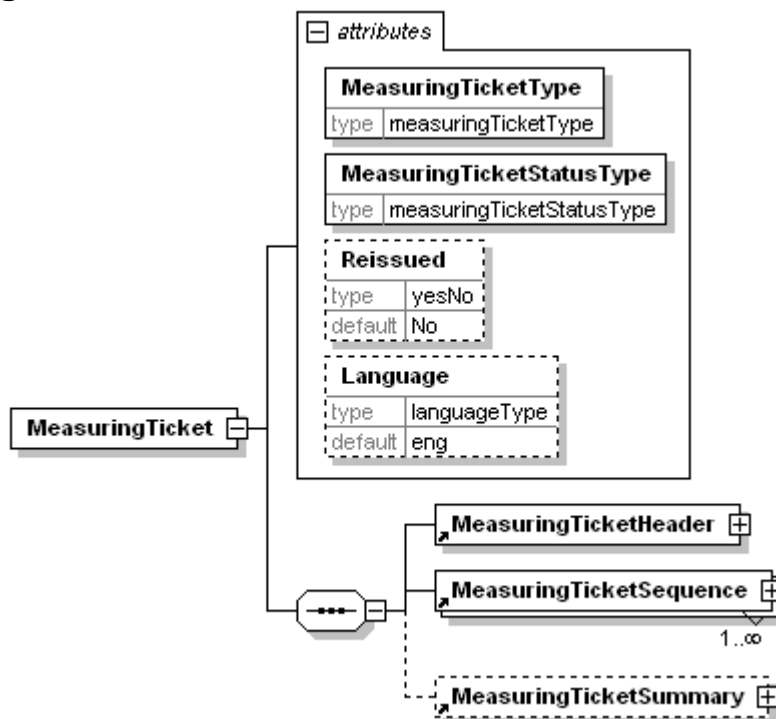 attributes
MeasuringTicketType
type measuringTicketType
MeasuringTicketStatusType
type measuringTicketStatusType
Reissued
type yesNo
default No
Language
type languageType
default eng
MeasuringTicket
MeasuringTicketHeader
MeasuringTicketSequence
1..∞
MeasuringTicketSummary